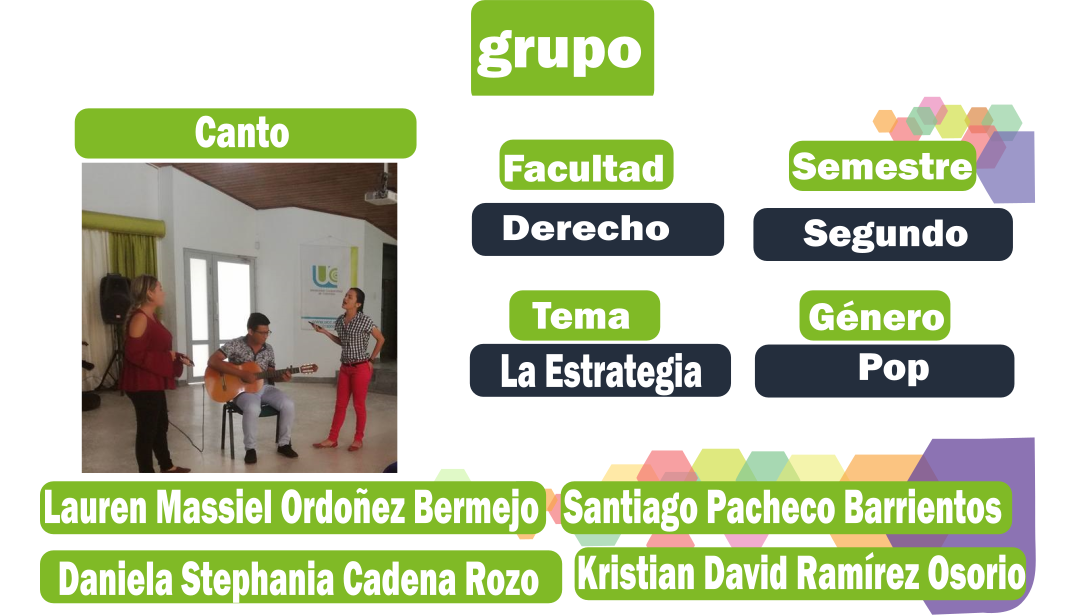 grupo
Canto
Facultad
Semestre
Derecho
Segundo
Tema
Género
La Estrategia
Pop
UC
Lauren Massiel Ordoñez Bermejo
Santiago Pacheco Barrientos
Daniela Stephania Cadena Rozo
Kristian David Ramírez Osorio